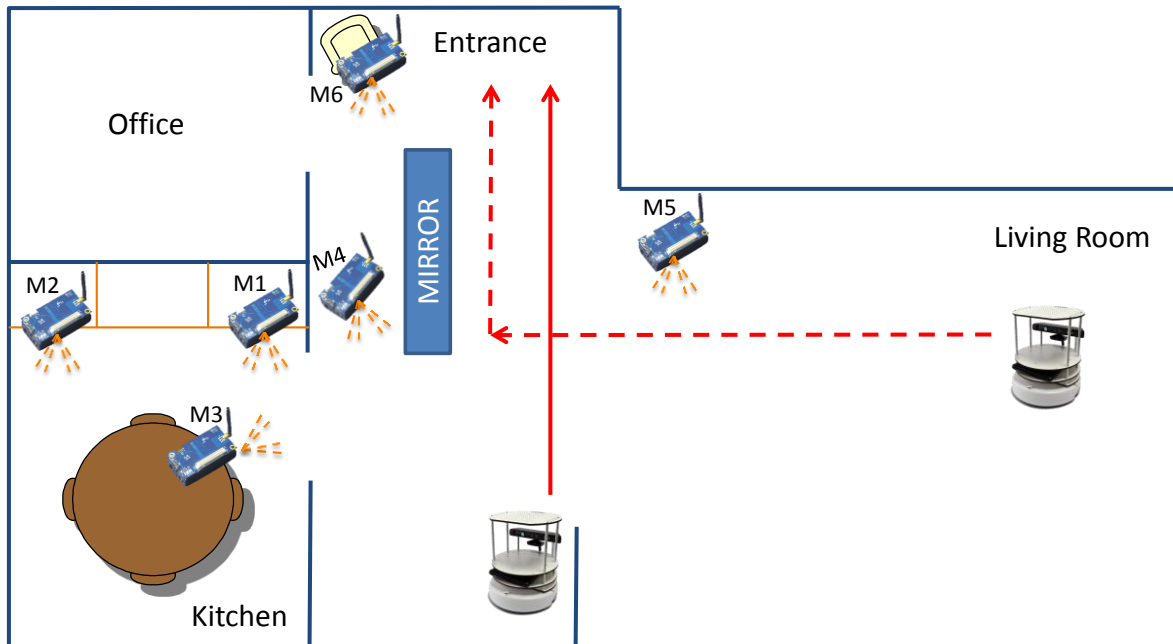 Entrance
M6
Office
MIRROR
M5
Living Room
M4
M2
M1
M3
Kitchen